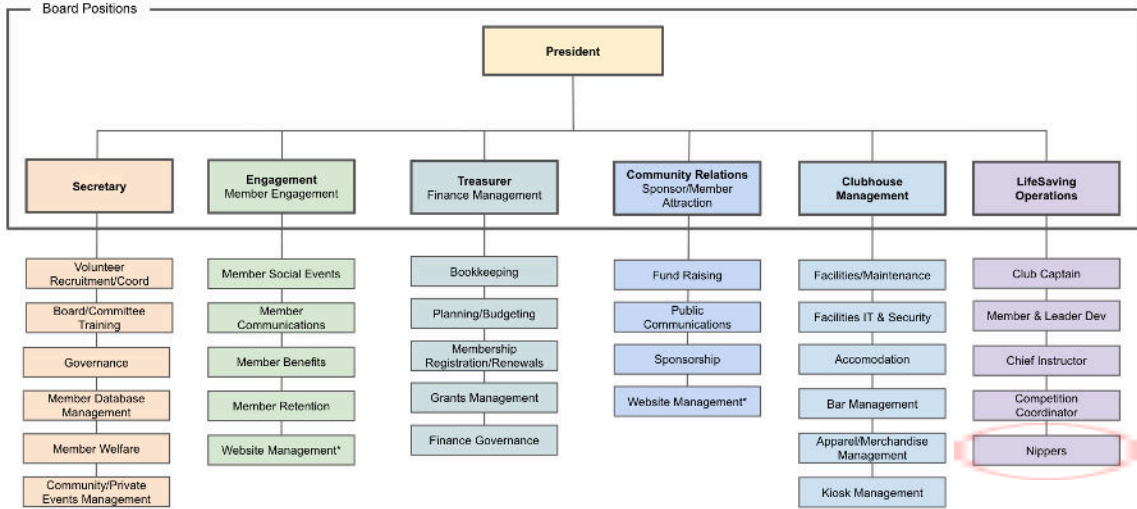 Board Positions
President
Secretary
Engagement
Member Engagement
Treasurer
Finance Management
Community Relations
Sponsor/Member
Attraction
Clubhouse
Management
LifeSaving
Operations
Volunteer
Recruitment/Coord
Board/Committee
Training
Governance
Member Database
Management
Member Welfare
Community/Private
Events Management
Member Social Events
Member
Communications
Member Benefits
Member Retention
Website Management*
Bookkeeping
Planning/Budgeting
Membership
Registration/Renewals
Grants Management
Finance Governance
Fund Raising
Public
Communications
Sponsorship
Website Management*
Facilities/Maintenance
Facilities IT & Security
Accomodation
Bar Management
Apparel/Merchandise
Management
Kiosk Management
Club Captain
Member & Leader Dev
Chief Instructor
Competition
Coordinator
Nippers